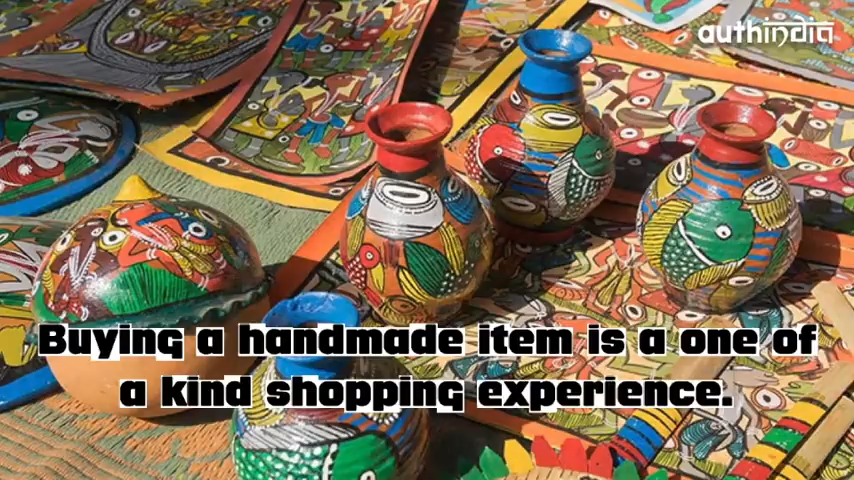 authindia
Buying a handmade item is a one of
a kind shopping experience.